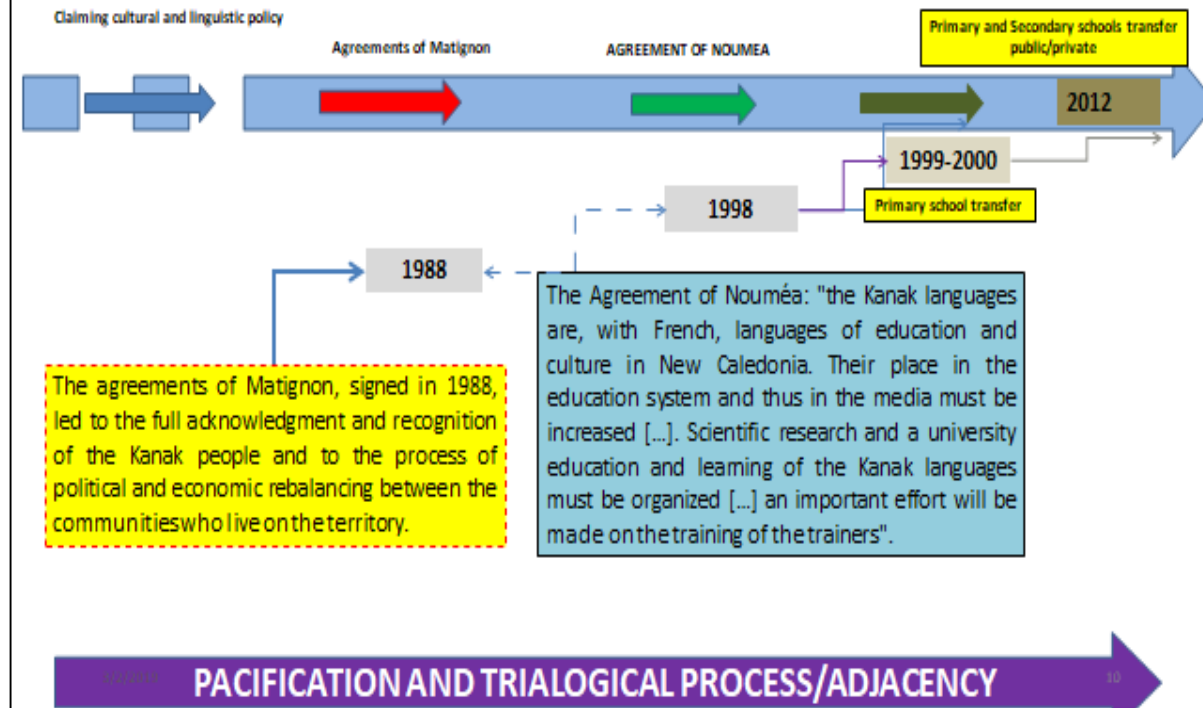 Claiming cultural and linguistic policy
Agreements of Matignon
AGREEMENT OF NOUMEA
Primary and Secondary schools transfer
public/private
2012
1999-2000
Primary school transfer
1998
1988
The agreements of Matignon, signed in 1988,
led to the full acknowledgment and recognition
of the Kanak people and to the process of
political and economic rebalancing between the
communities who live on the territory.
The Agreement of Nouméa: "the Kanak languages
are, with French, languages of education and
culture in New Caledonia. Their place in the
education system and thus in the media must be
increased [...]. Scientific research and a university
education and learning of the Kanak languages
must be organized [...] an important effort will be
made on the training of the trainers".
PACIFICATION AND TRIALOGICAL PROCESS/ADJACENCY
10